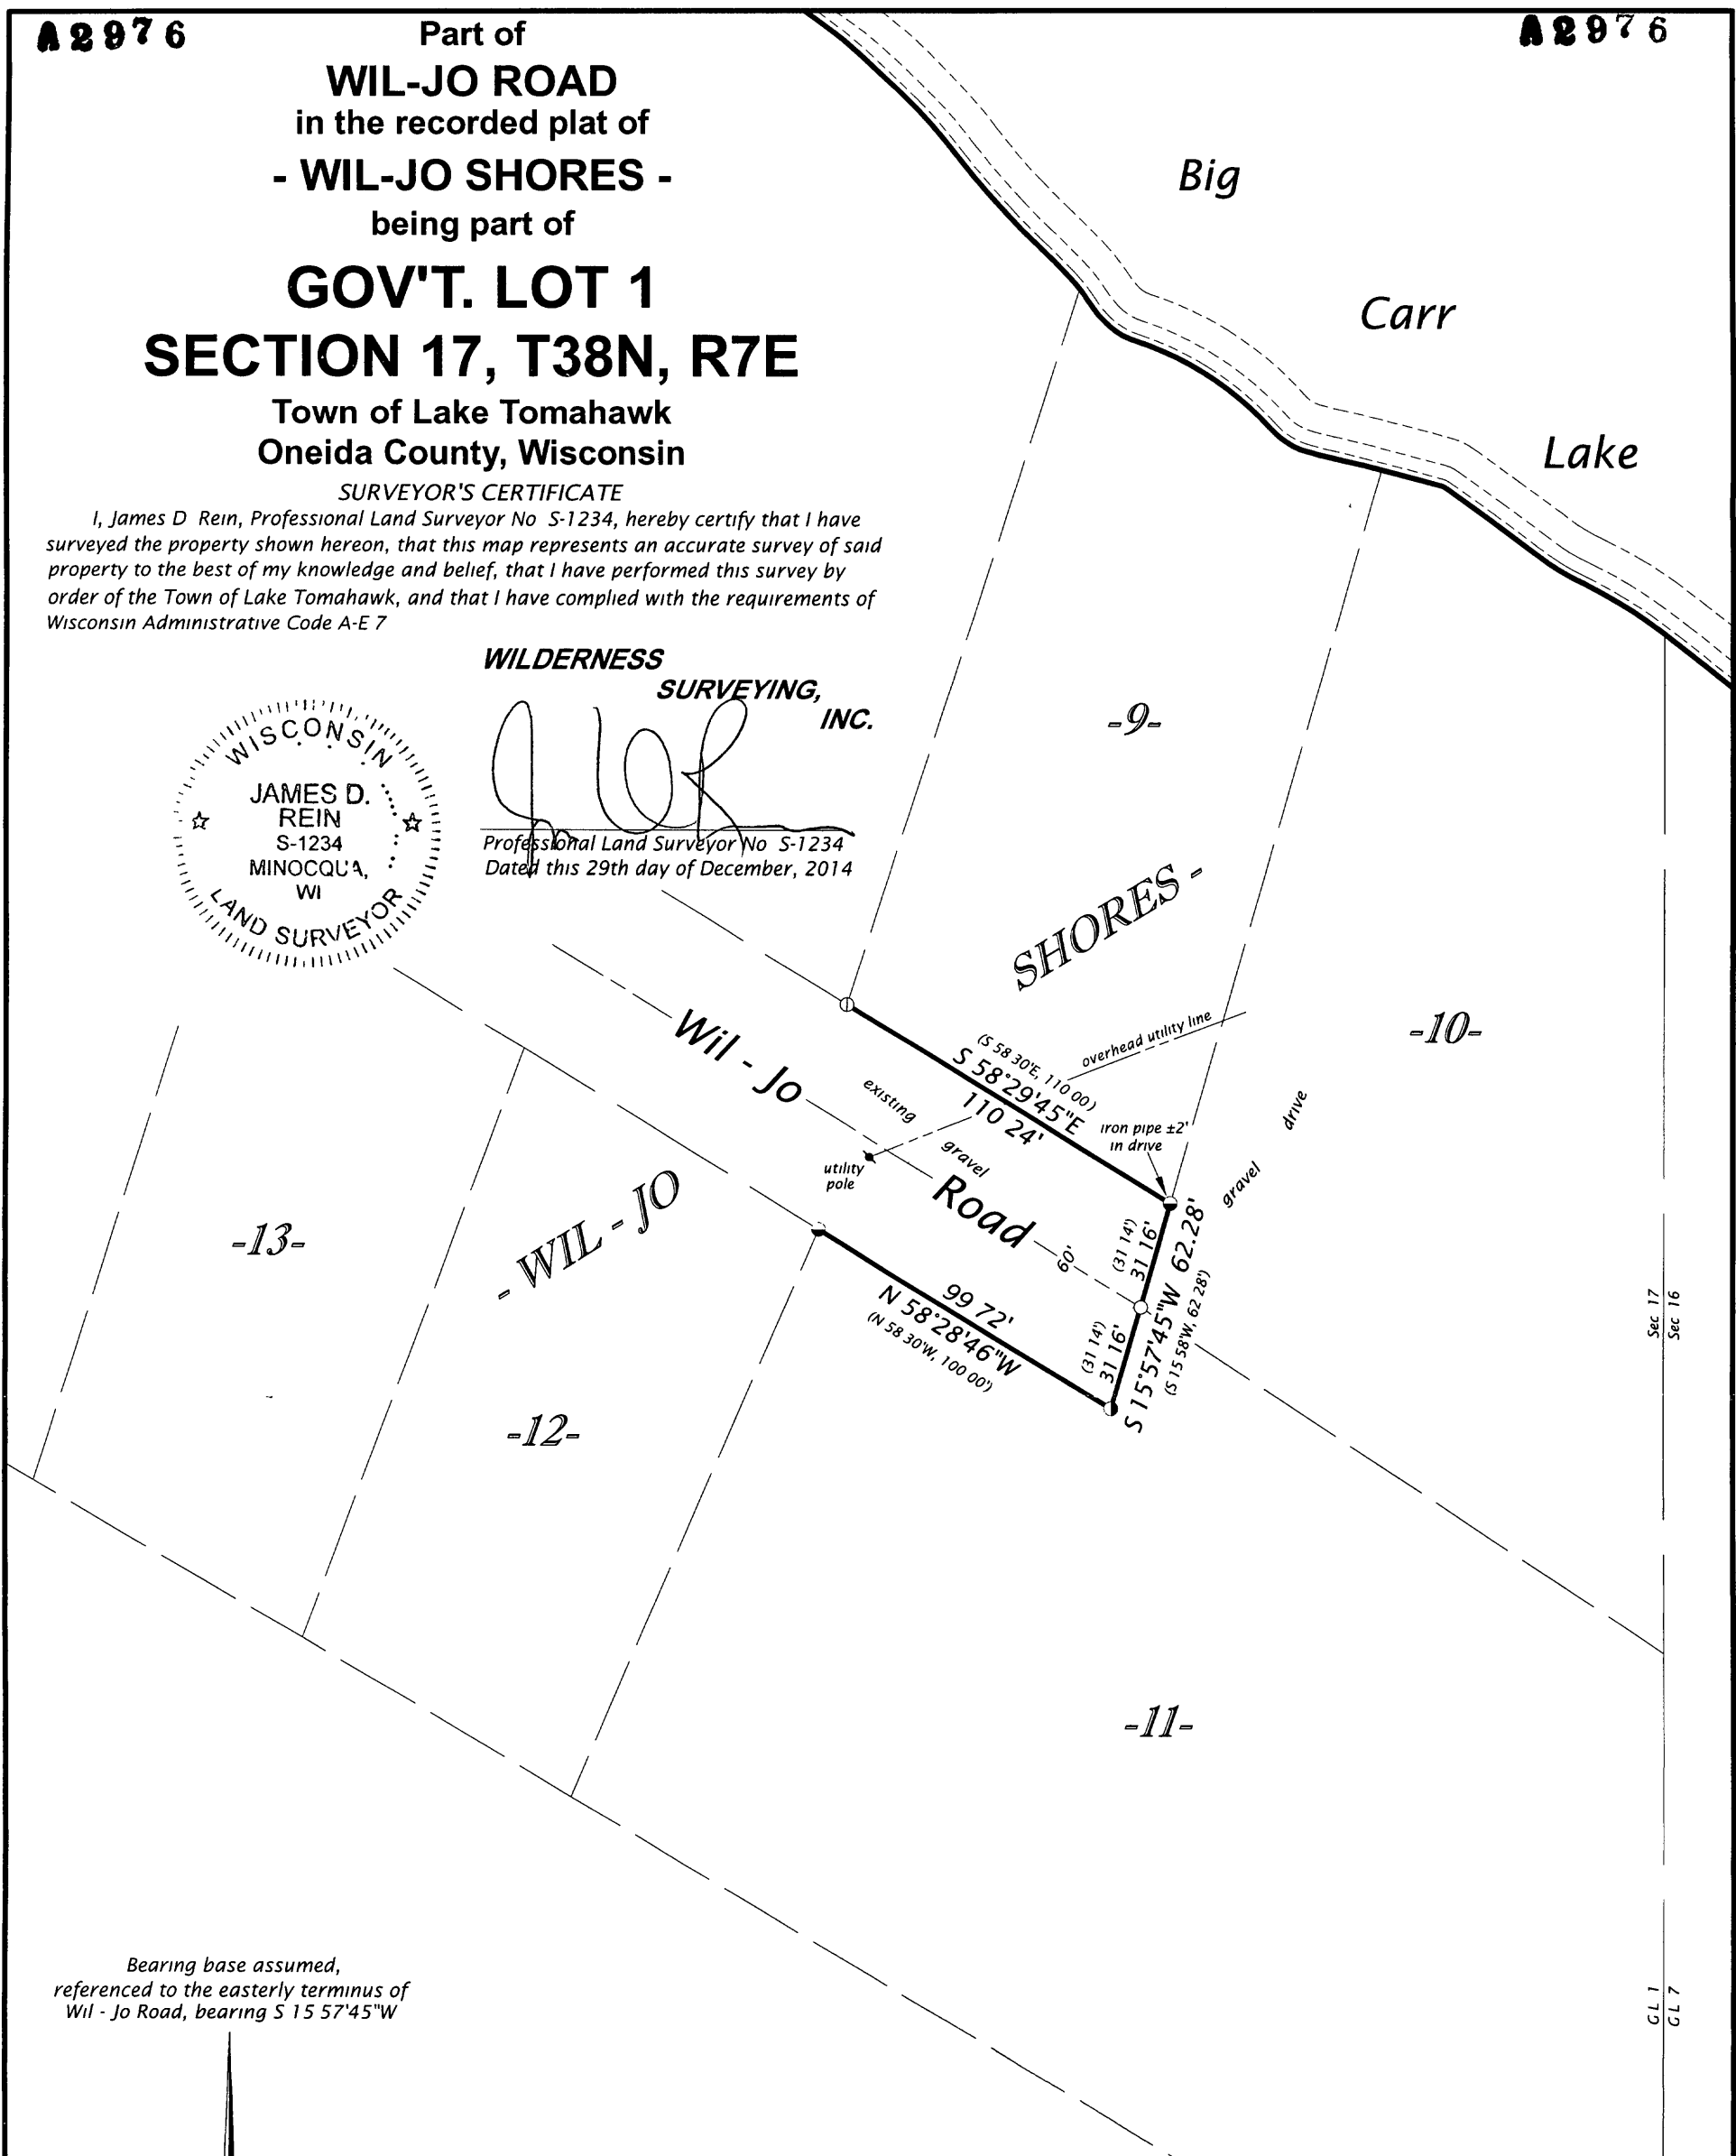 A2976
A2976
Part of
WIL-JO ROAD
in the recorded plat of
- WIL-JO SHORES -
being part of
GOV'T. LOT 1
SECTION 17, T38N, R7E
Town of Lake Tomahawk
Oneida County, Wisconsin
SURVEYOR'S CERTIFICATE
I, James D Rein, Professional Land Surveyor No S-1234, hereby certify that I have
surveyed the property shown hereon, that this map represents an accurate survey of said
property to the best of my knowledge and belief, that I have performed this survey by
order of the Town of Lake Tomahawk, and that I have complied with the requirements of
Wisconsin Administrative Code A-E 7
WILDERNESS
SURVEYING,
INC.
WISCONSIN
JAMES D.
REIN
S-1234
MINOCQUA,
WI
LAND SURVEYOR
Professional Land Surveyor No S-1234
Dated this 29th day of December, 2014
Big
Carr
Lake
-9-
SHORES -
-10-
overhead utility line
(S 58 30'E, 110 00')
S 58°29'45"E
110 24'
Wil - Jo
existing
gravel
Road
utility
pole
iron pipe ±2'
in drive
gravel
drive
60'
(31 14')
31 16'
(31 14')
31 16'
S 15°57'45"W 62.28'
(S 15 58'W, 62 28')
99 72'
N 58°28'46"W
(N 58 30'W, 100 00')
- WIL - JO
-13-
-12-
-11-
Sec 17
Sec 16
GL 1
GL 7
Bearing base assumed,
referenced to the easterly terminus of
Wil - Jo Road, bearing S 15 57'45"W